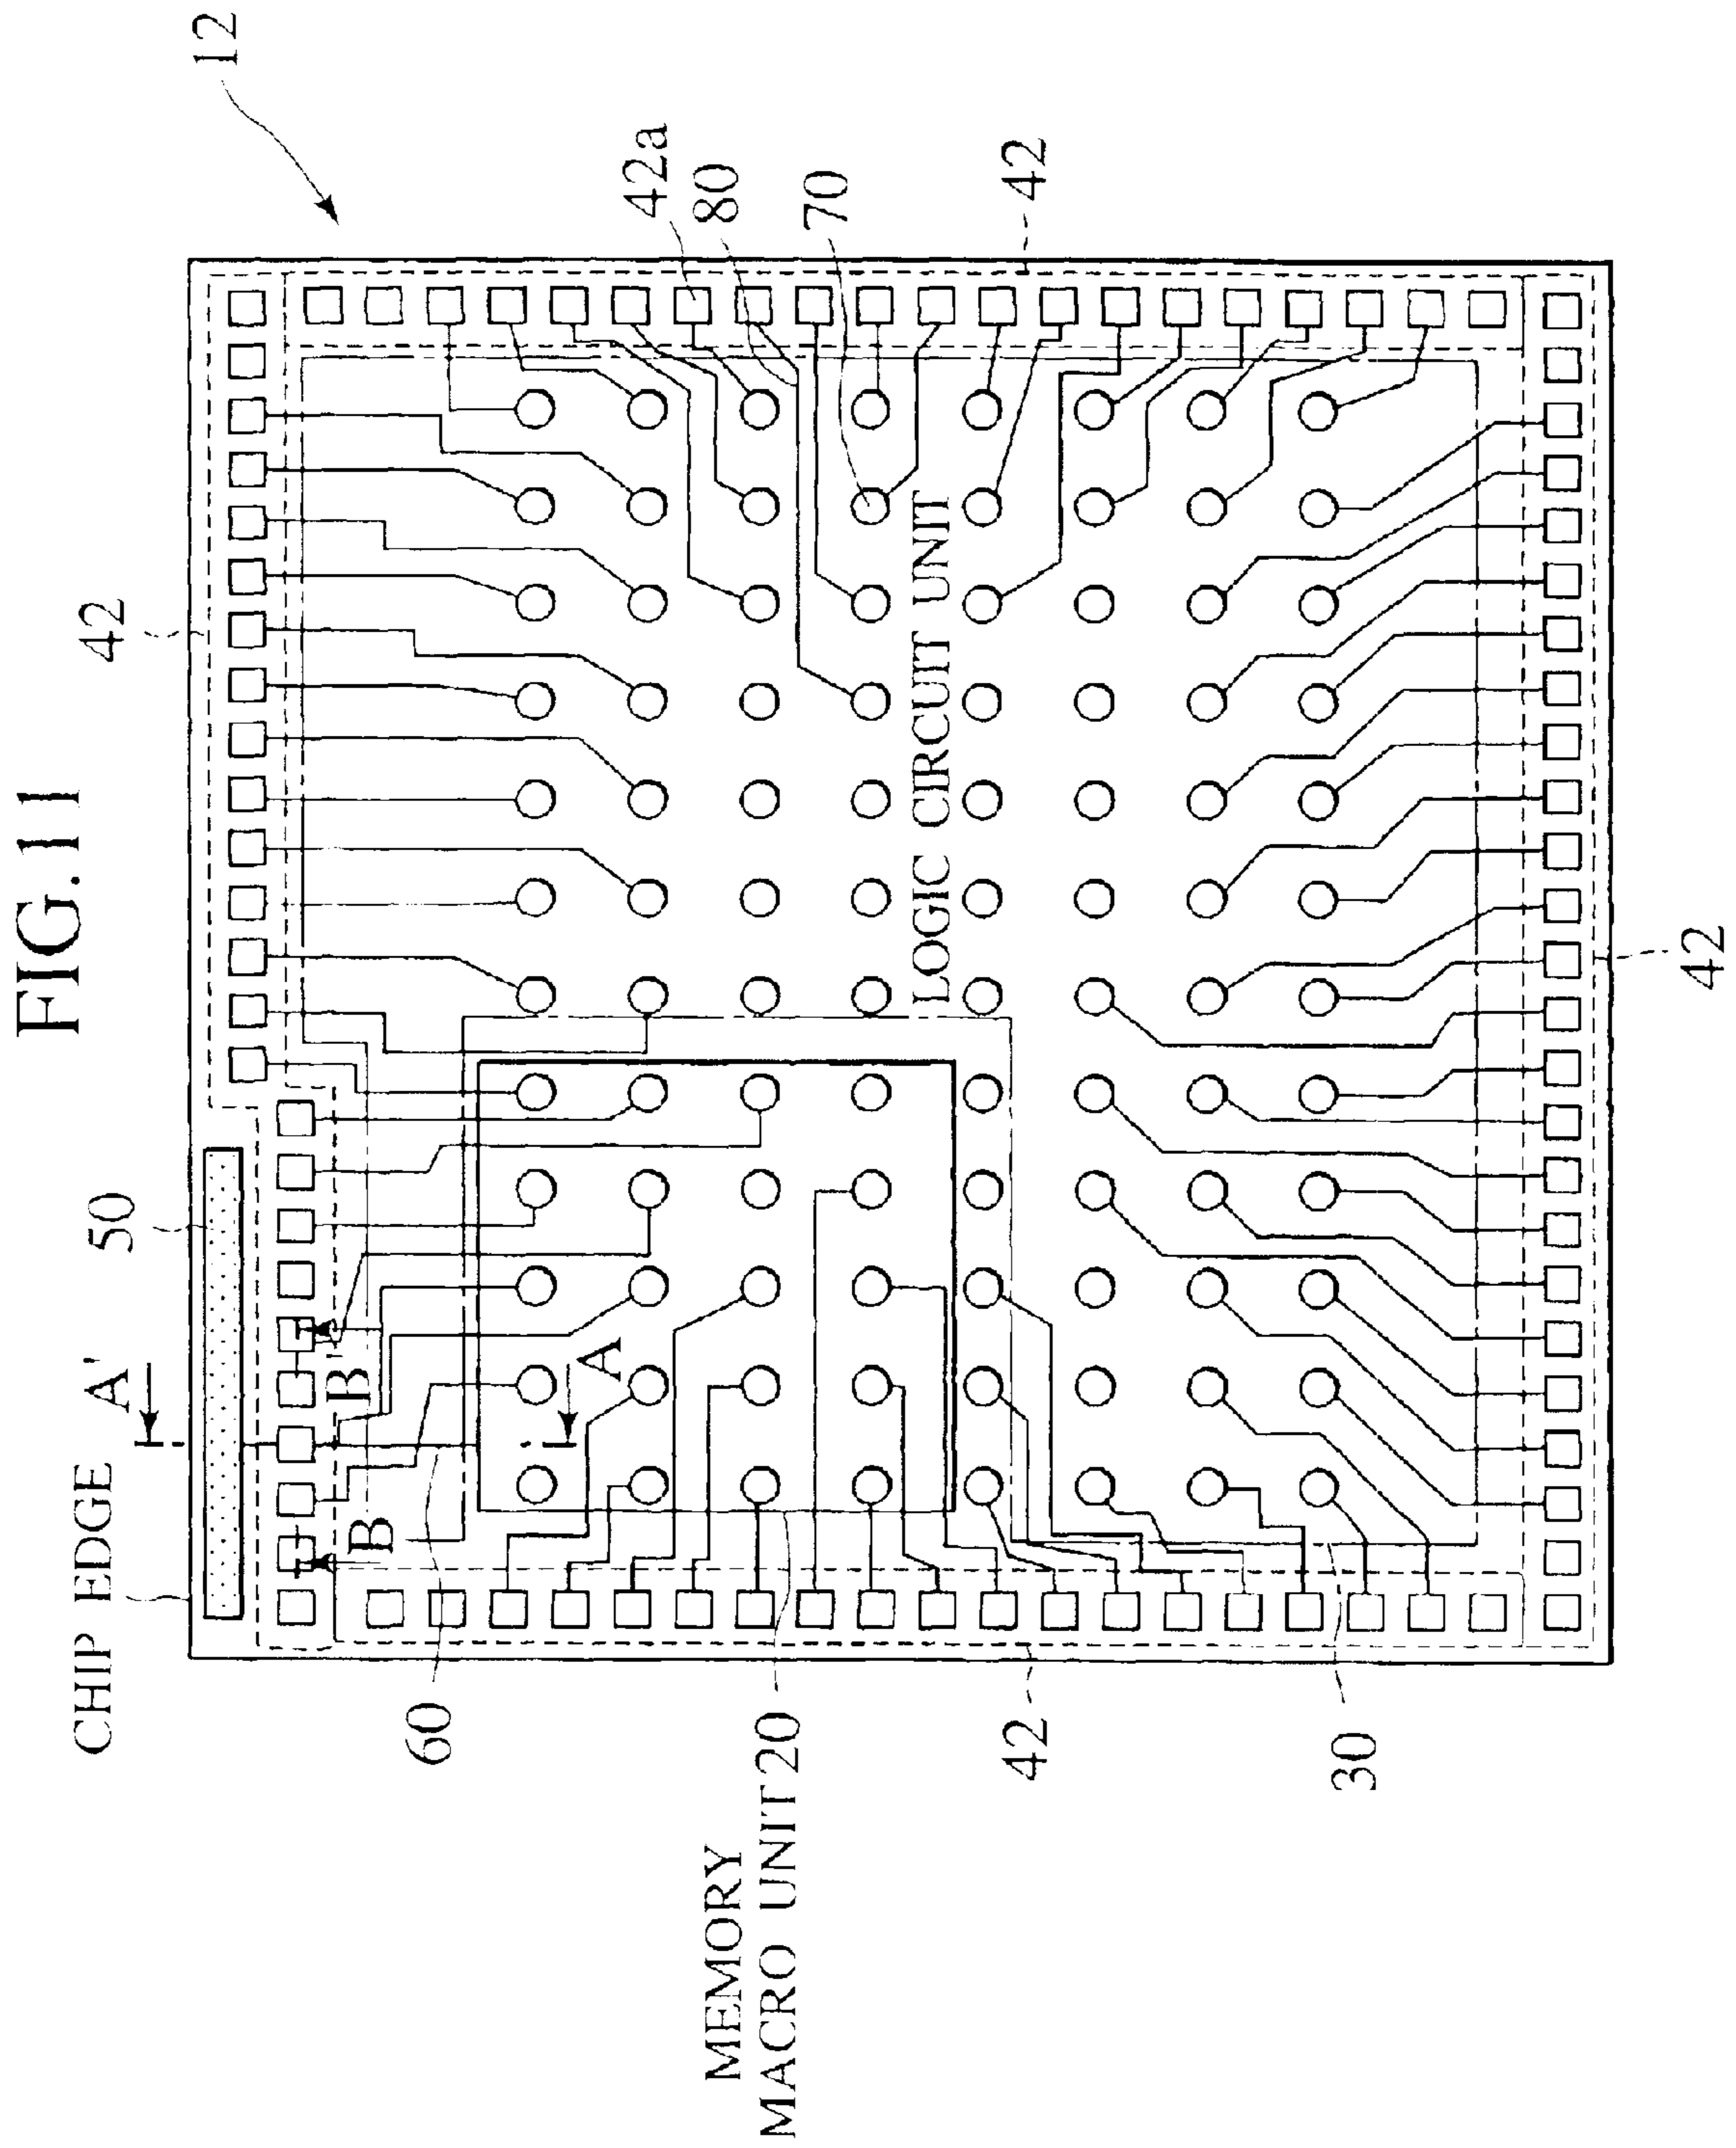 FIG.11
CHIP EDGE
A'
50
42
12
B
B'
A
60
MEMORY
MACRO UNIT 20
42
30
LOGIC CIRCUIT UNIT
42a
80
70
42
42